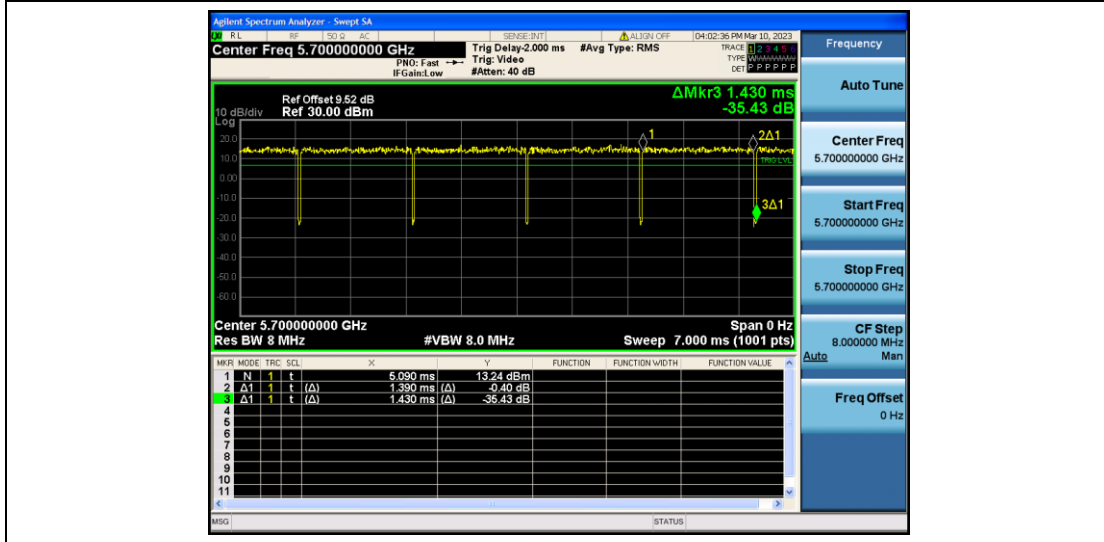 Agilent Spectrum Analyzer - Swept SA
RL RF 50 Ω AC SENSE:INT ALIGN OFF 04:02:36 PM Mar 10, 2023
Center Freq 5.700000000 GHz
PNO: Fast
IFGain:Low
Trig Delay-2.000 ms
Trig: Video
#Atten: 40 dB
#Avg Type: RMS
TRACE 1 2 3 4 5 6
TYPE
DET P P P P P P
Frequency
Auto Tune
ΔMkr3 1.430 ms
-35.43 dB
Ref Offset 9.52 dB
10 dB/div Ref 30.00 dBm
Log
20.0
10.0
0.00
-10.0
-20.0
-30.0
-40.0
-50.0
-60.0
1
2Δ1
TRIG LVL
3Δ1
Center Freq
5.700000000 GHz
Start Freq
5.700000000 GHz
Stop Freq
5.700000000 GHz
CF Step
8.000000 MHz
Auto Man
Freq Offset
0 Hz
Center 5.700000000 GHz Span 0 Hz
Res BW 8 MHz #VBW 8.0 MHz Sweep 7.000 ms (1001 pts)
MKR MODE TRC SCL X Y FUNCTION FUNCTION WIDTH FUNCTION VALUE
1 N 1 t 5.090 ms 13.24 dBm
2 Δ1 1 t (Δ) 1.390 ms (Δ) -0.40 dB
3 Δ1 1 t (Δ) 1.430 ms (Δ) -35.43 dB
4
5
6
7
8
9
10
11
MSG STATUS